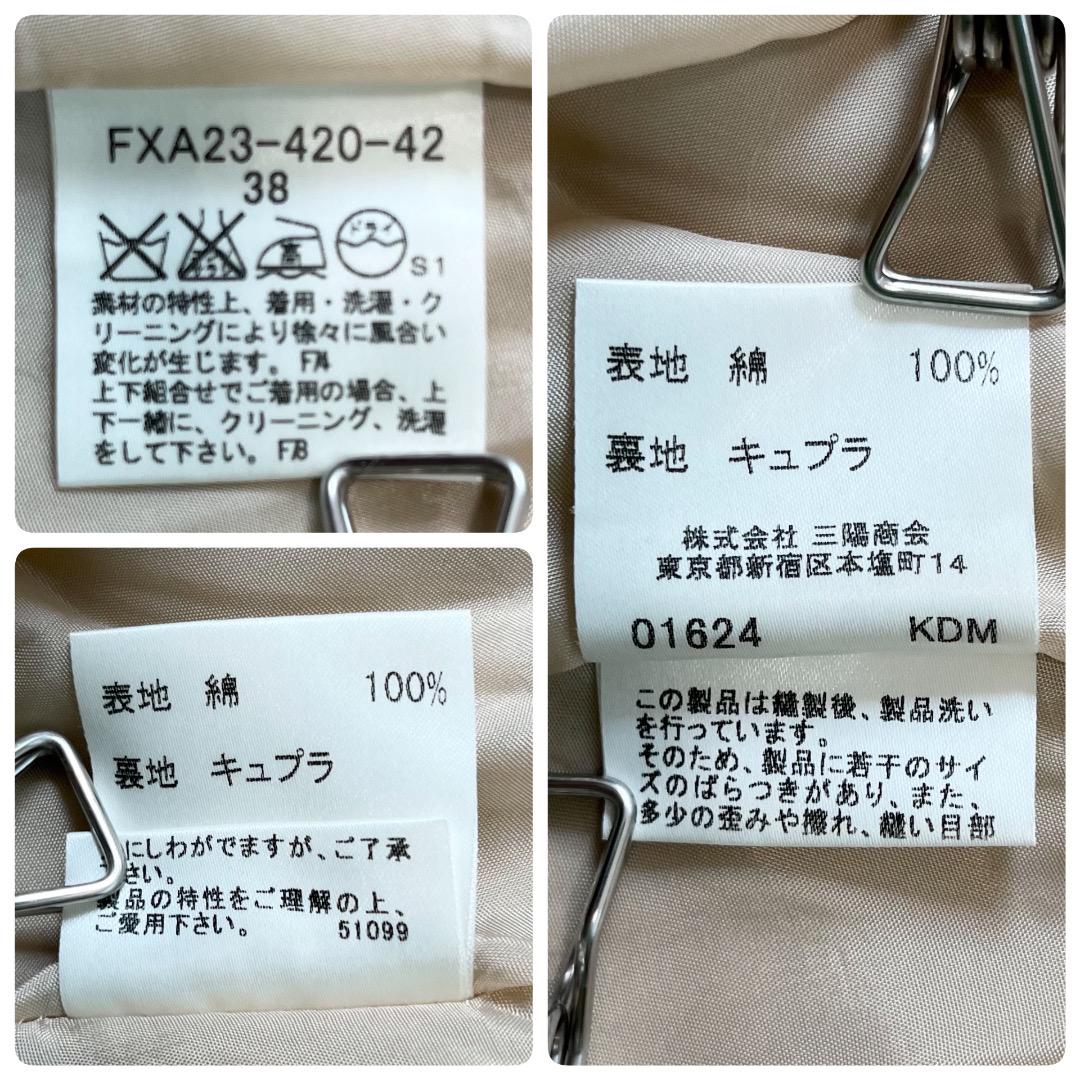 FXA23-420-42
38
高 ドライ
S1
素材の特性上、着用・洗濯・ク
リーニングにより徐々に風合い
変化が生じます。FA
上下組合せでご着用の場合、上
下一緒に、クリーニング、洗濯
をして下さい。FB
表地 綿 100%
裏地 キュプラ
株式会社 三陽商会
東京都新宿区本塩町14
01624 KDM
この製品は縫製後、製品洗い
を行っています。
そのため、製品に若干のサイ
ズのばらつきがあり、また、
多少の歪みや擦れ、縫い目部
表地 綿 100%
裏地 キュプラ
にしわがでますが、ご了承
さい。
製品の特性をご理解の上、
ご愛用下さい。 51099